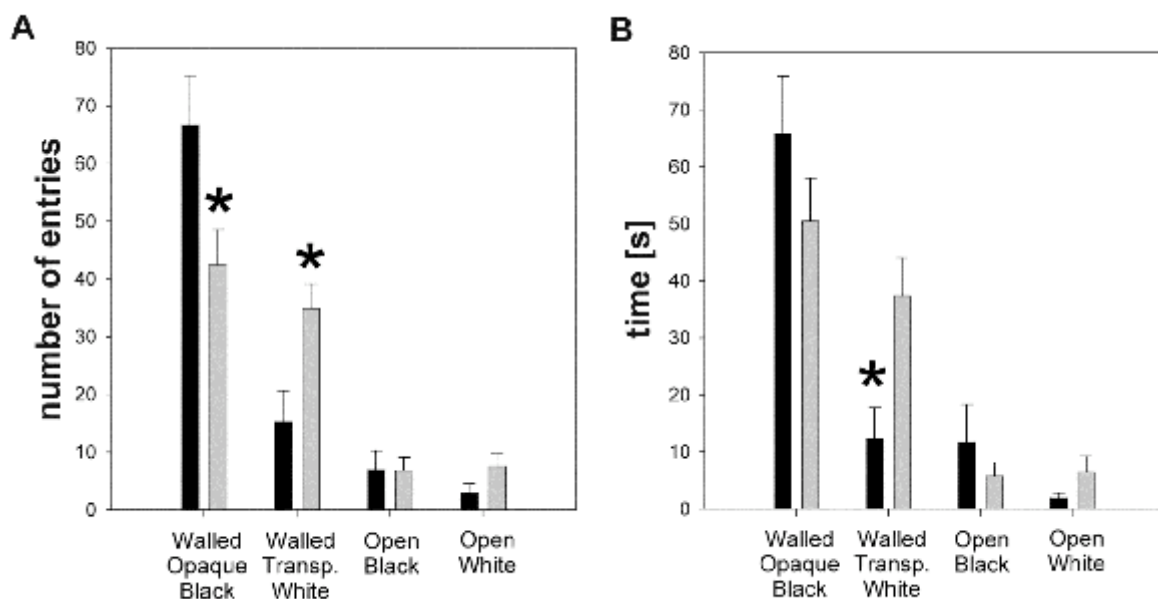 A
80
70
60
50
40
30
20
10
0
number of entries
*
*
Walled
Opaque
Black
Walled
Transp.
White
Open
Black
Open
White
B
80
70
60
50
40
30
20
10
0
time [s]
*
Walled
Opaque
Black
Walled
Transp.
White
Open
Black
Open
White